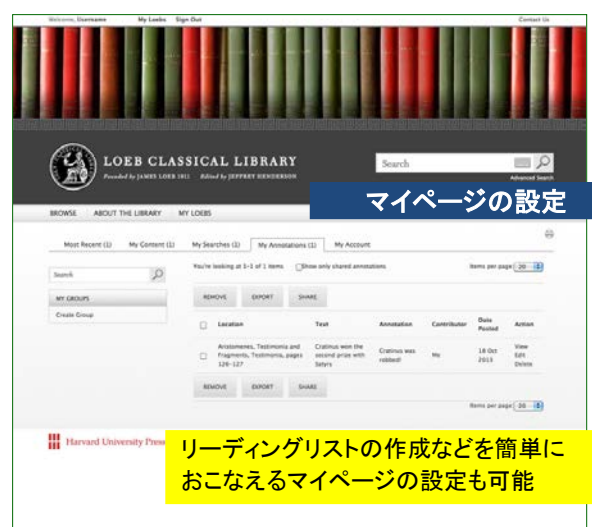 Welcome, Username My Loebs Sign Out Contact Us
LOEB CLASSICAL LIBRARY
Founded by JAMES LOEB 1911 Edited by JEFFREY HENDERSON
Search
Advanced Search
マイページの設定
BROWSE ABOUT THE LIBRARY MY LOEBS
Most Recent (1) My Content (1) My Searches (1) My Annotations (1) My Account
Search
You're looking at 1-1 of 1 items Show only shared annotations Items per page 20
MY GROUPS
Create Group
REMOVE EXPORT SHARE
Location Text Annotation Contributor Date Posted Action
Aristomenes, Testimonia and Fragments, Testimonia, pages 126-127
Cratinus won the second prize with Satyrs
Cratinus was robbed!
Me
18 Oct 2013
View
Edit
Delete
REMOVE EXPORT SHARE
Items per page 20
Harvard University Press
リーディングリストの作成などを簡単に
おこなえるマイページの設定も可能